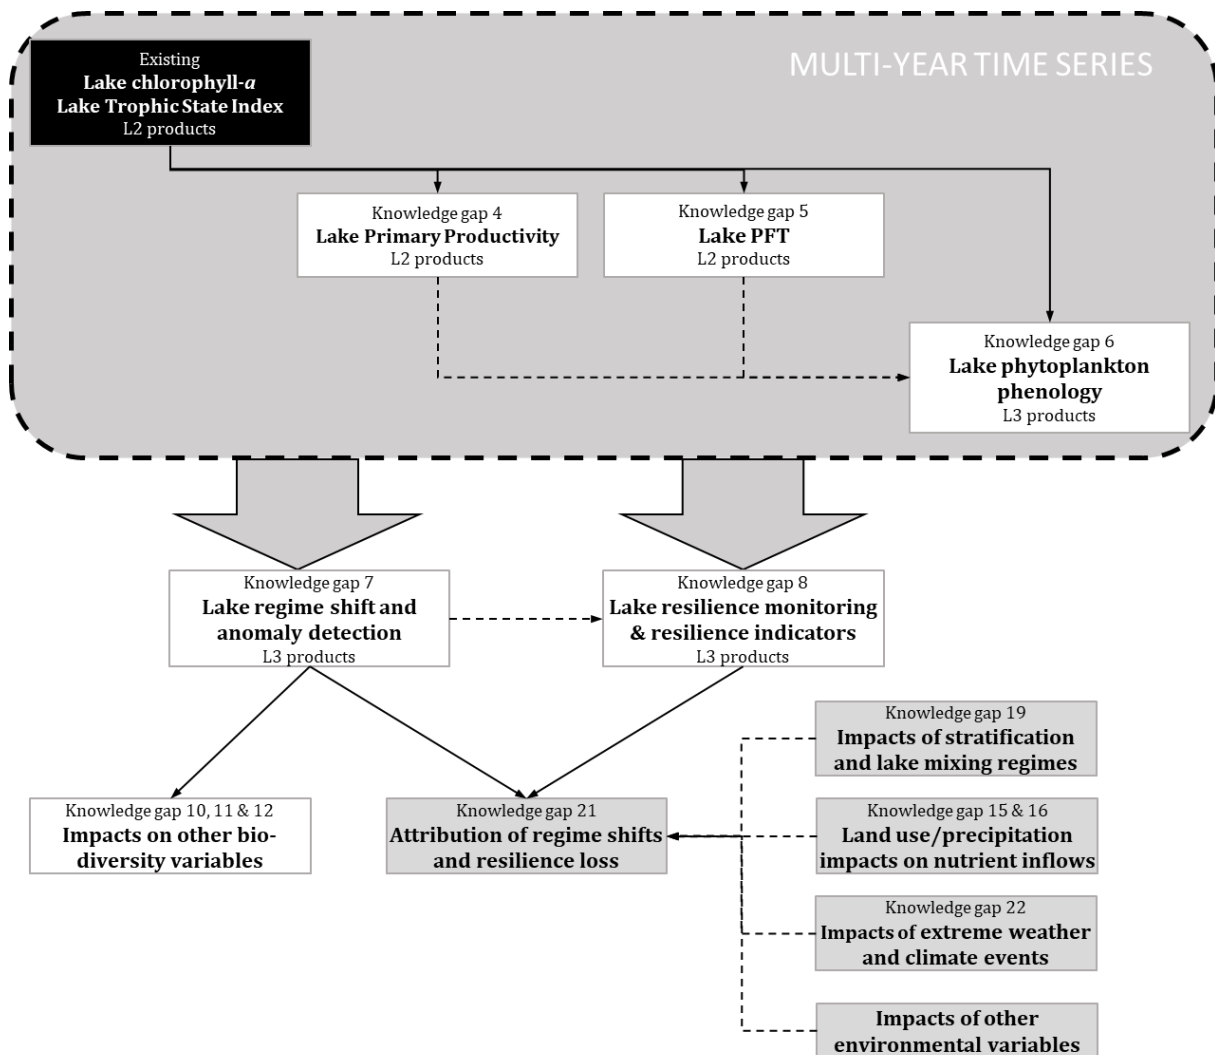 MULTI-YEAR TIME SERIES
Existing
Lake chlorophyll-a
Lake Trophic State Index
L2 products
Knowledge gap 4
Lake Primary Productivity
L2 products
Knowledge gap 5
Lake PFT
L2 products
Knowledge gap 6
Lake phytoplankton
phenology
L3 products
Knowledge gap 7
Lake regime shift and
anomaly detection
L3 products
Knowledge gap 8
Lake resilience monitoring
& resilience indicators
L3 products
Knowledge gap 19
Impacts of stratification
and lake mixing regimes
Knowledge gap 10, 11 & 12
Impacts on other bio-
diversity variables
Knowledge gap 21
Attribution of regime shifts
and resilience loss
Knowledge gap 15 & 16
Land use/precipitation
impacts on nutrient inflows
Knowledge gap 22
Impacts of extreme weather
and climate events
Impacts of other
environmental variables